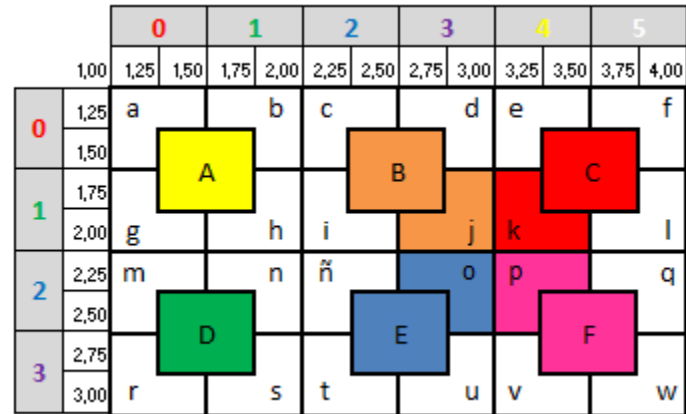 0 1 2 3 4 5
1,00 1,25 1,50 1,75 2,00 2,25 2,50 2,75 3,00 3,25 3,50 3,75 4,00
0 1,25 a b c d e f
1,50
A B C
1 1,75
2,00 g h i j k l
2 2,25 m n ñ o p q
2,50
D E F
3 2,75
3,00 r s t u v w